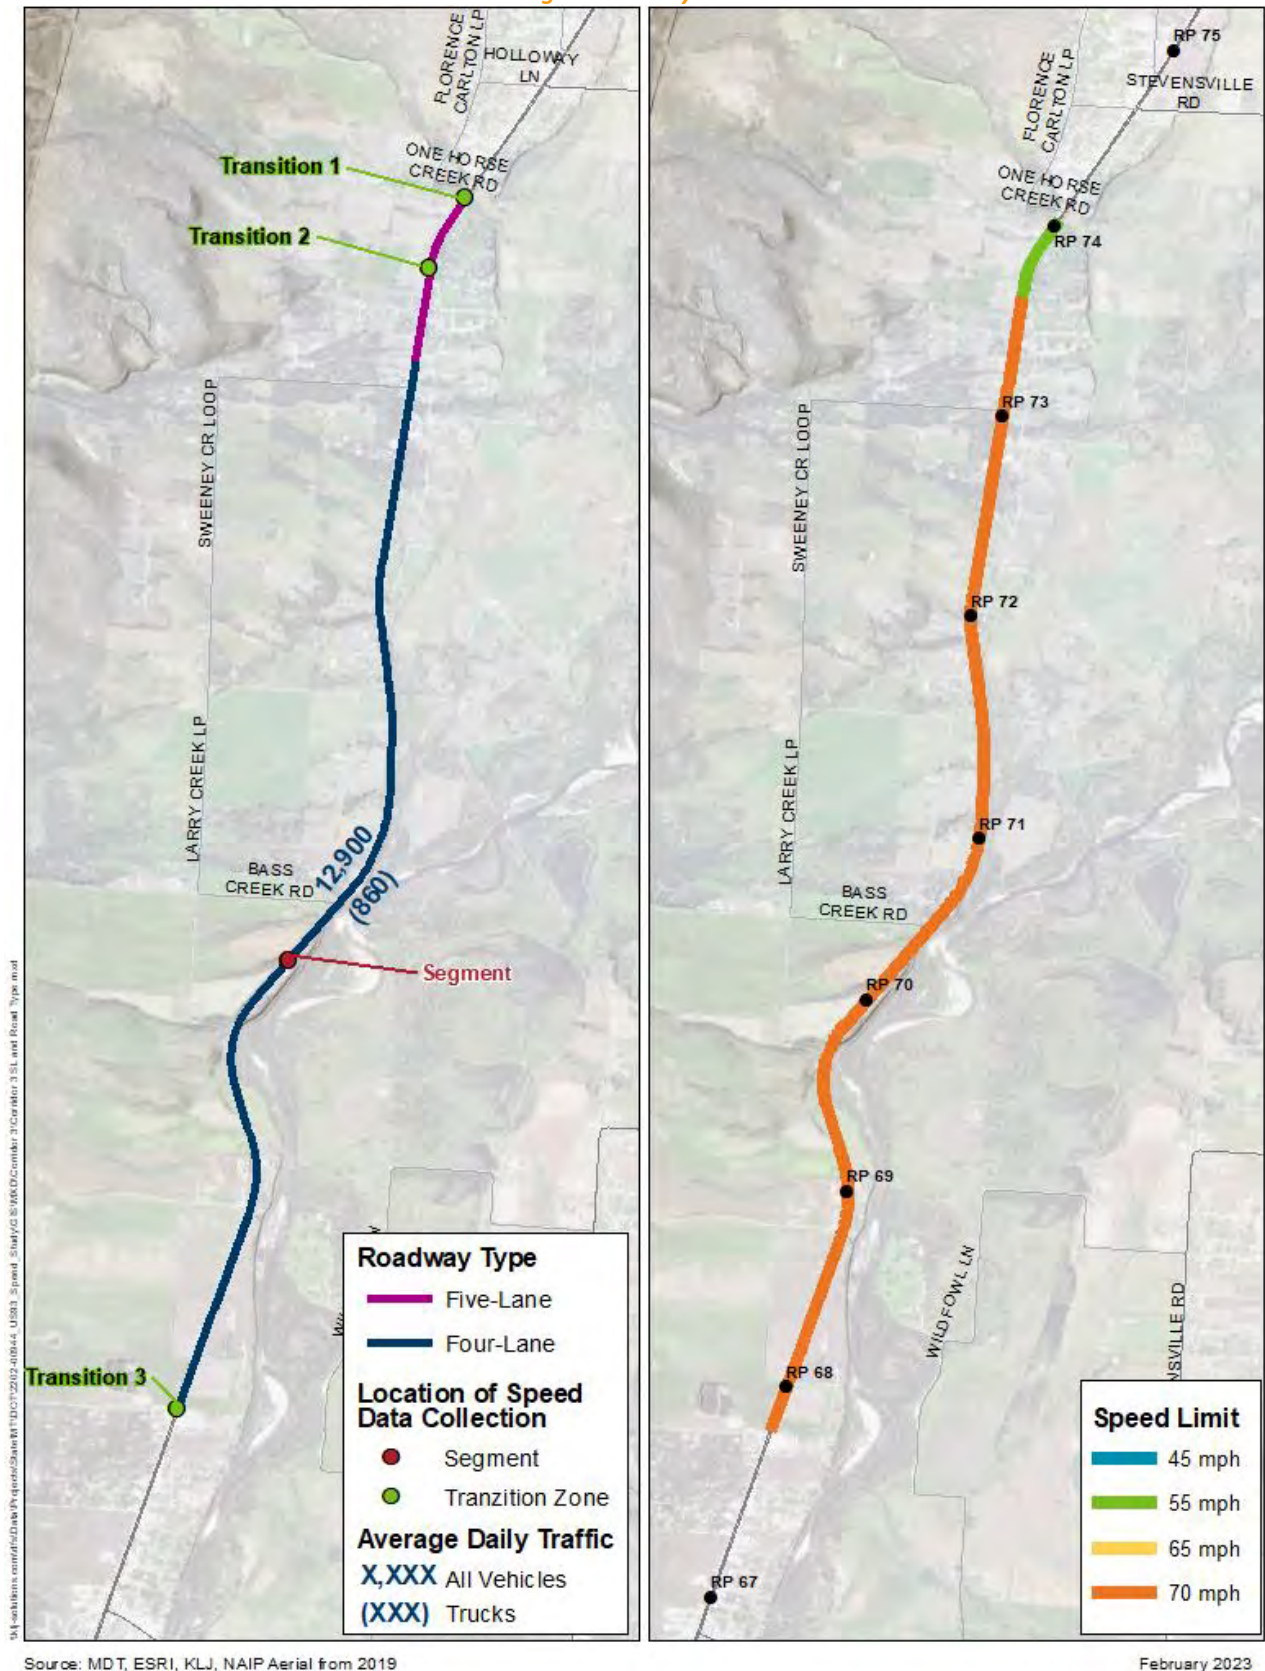 FLORENCE
CARLTON LP
HOLLOWAY
LN
Transition 1
ONE HORSE
CREEK RD
Transition 2
SWEENEY CR LOOP
LARRY CREEK LP
12,900
(860)
BASS
CREEK RD
Segment
Transition 3
Roadway Type
Five-Lane
Four-Lane
Location of Speed
Data Collection
Segment
Tranzition Zone
Average Daily Traffic
X,XXX All Vehicles
(XXX) Trucks
RP 75
FLORENCE
CARLTON LP
STEVENSVILLE
RD
ONE HORSE
CREEK RD
RP 74
RP 73
SWEENEY CR LOOP
RP 72
LARRY CREEK LP
RP 71
BASS
CREEK RD
RP 70
RP 69
WILDFOWL LN
NSVILLE RD
RP 68
RP 67
Speed Limit
45 mph
55 mph
65 mph
70 mph
Source: MDT, ESRI, KLJ, NAIP Aerial from 2019
February 2023